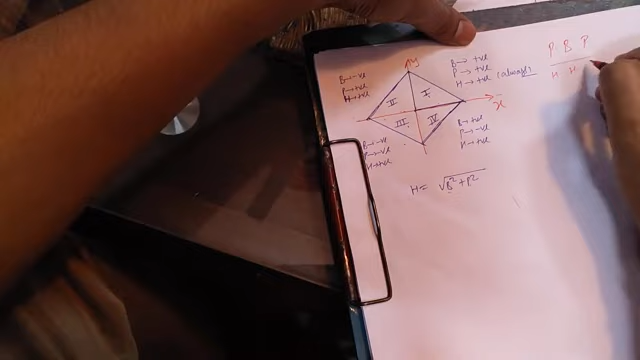 y
B → +ve
P → +ve
H → +ve (always)
B → -ve
P → +ve
H → +ve
II
I
III
IV
x
B → -ve
P → -ve
H → +ve
B → +ve
P → -ve
H → +ve
H = √B²+P²
P B P
H H